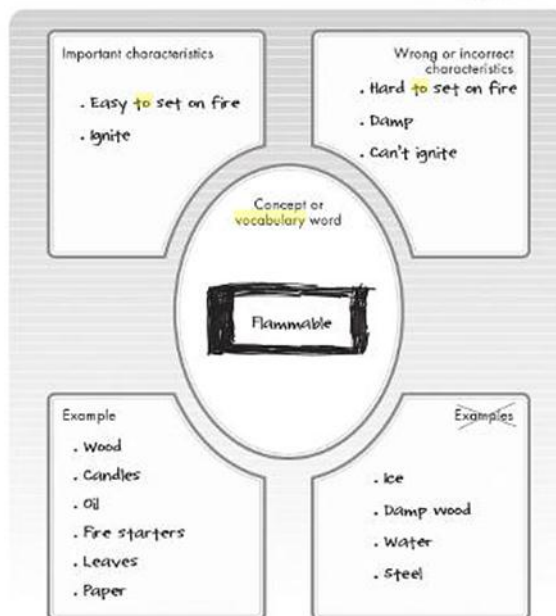 Important characteristics
. Easy to set on fire
. Ignite
Wrong or incorrect
characteristics
. Hard to set on fire
. Damp
. Can't ignite
Concept or
vocabulary word
Flammable
Example
. Wood
. Candles
. Oil
. Fire starters
. Leaves
. Paper
Examples
. Ice
. Damp wood
. Water
. Steel